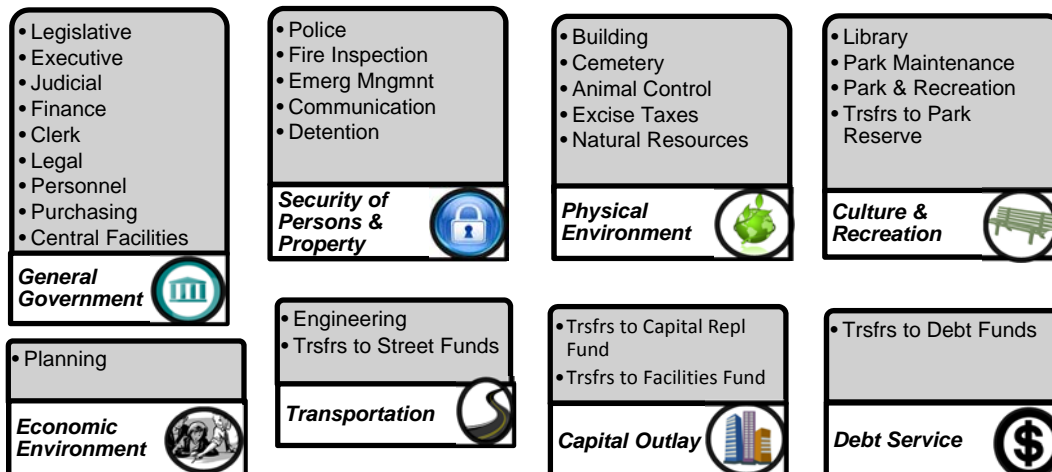 • Legislative
• Executive
• Judicial
• Finance
• Clerk
• Legal
• Personnel
• Purchasing
• Central Facilities
General
Government
• Police
• Fire Inspection
• Emerg Mngmnt
• Communication
• Detention
Security of
Persons &
Property
• Building
• Cemetery
• Animal Control
• Excise Taxes
• Natural Resources
Physical
Environment
• Library
• Park Maintenance
• Park & Recreation
• Trsfrs to Park
Reserve
Culture &
Recreation
• Planning
Economic
Environment
• Engineering
• Trsfrs to Street Funds
Transportation
• Trsfrs to Capital Repl
Fund
• Trsfrs to Facilities Fund
Capital Outlay
• Trsfrs to Debt Funds
Debt Service
$